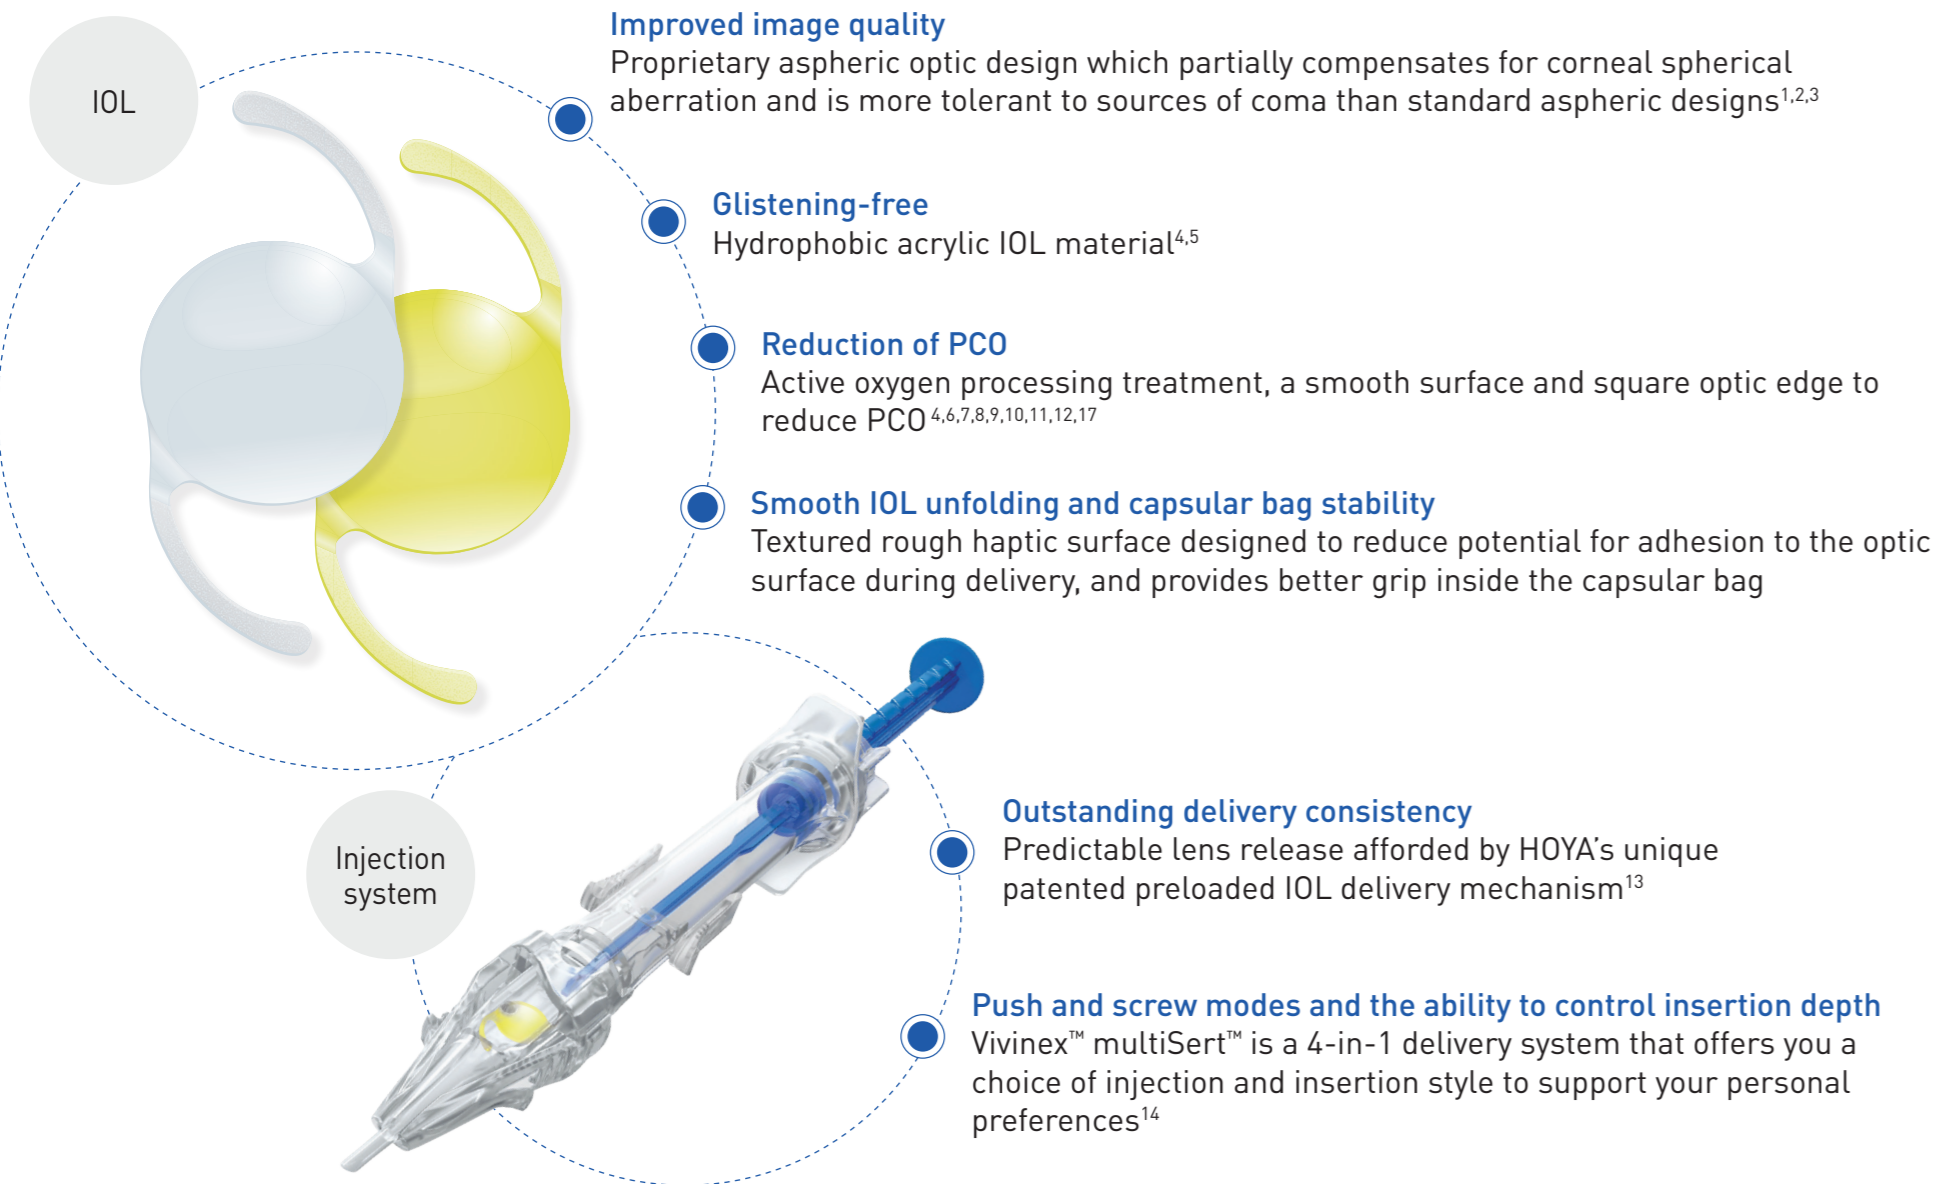 IOL
Improved image quality
Proprietary aspheric optic design which partially compensates for corneal spherical
aberration and is more tolerant to sources of coma than standard aspheric designs1,2,3
Glistening-free
Hydrophobic acrylic IOL material4,5
Reduction of PCO
Active oxygen processing treatment, a smooth surface and square optic edge to
reduce PCO 4,6,7,8,9,10,11,12,17
Smooth IOL unfolding and capsular bag stability
Textured rough haptic surface designed to reduce potential for adhesion to the optic
surface during delivery, and provides better grip inside the capsular bag
Injection
system
Outstanding delivery consistency
Predictable lens release afforded by HOYA's unique
patented preloaded IOL delivery mechanism13
Push and screw modes and the ability to control insertion depth
Vivinex™ multiSert™ is a 4-in-1 delivery system that offers you a
choice of injection and insertion style to support your personal
preferences14